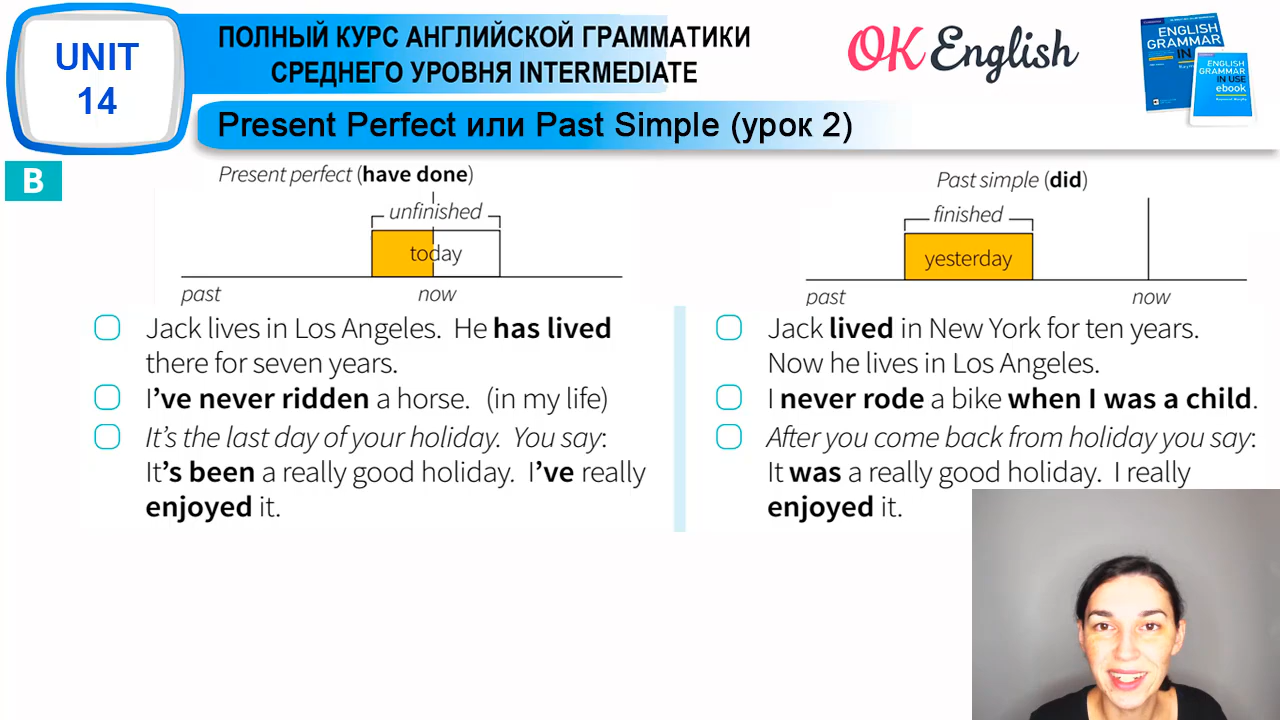 UNIT
14
ПОЛНЫЙ КУРС АНГЛИЙСКОЙ ГРАММАТИКИ
СРЕДНЕГО УРОВНЯ INTERMEDIATE
Present Perfect или Past Simple (урок 2)
OK English
ENGLISH
GRAMMAR
IN U
ENGLISH
GRAMMAR
IN USE
ebook
B
Present perfect (have done)
unfinished
today
past
now
Jack lives in Los Angeles. He has lived
there for seven years.
I've never ridden a horse. (in my life)
It's the last day of your holiday. You say:
It's been a really good holiday. I've really
enjoyed it.
Past simple (did)
finished
yesterday
past
now
Jack lived in New York for ten years.
Now he lives in Los Angeles.
I never rode a bike when I was a child.
After you come back from holiday you say:
It was a really good holiday. I really
enjoyed it.